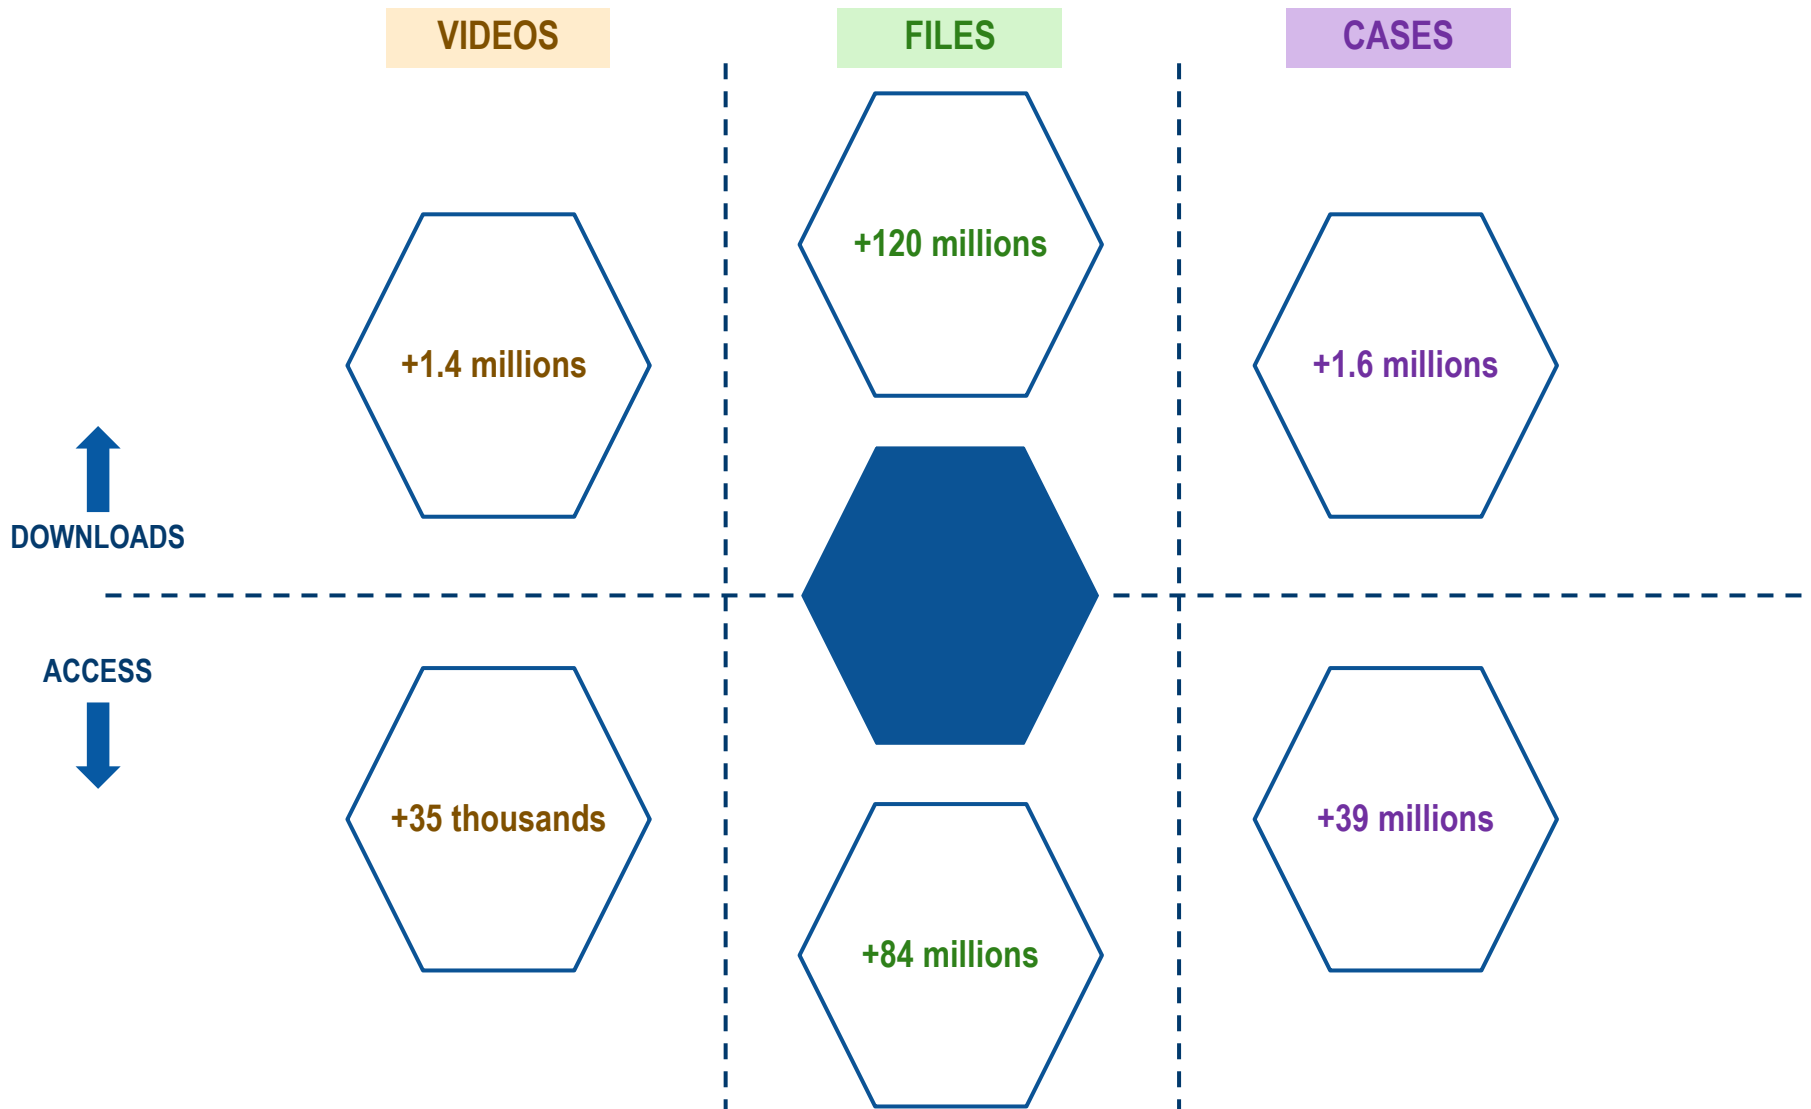 VIDEOS
FILES
CASES
+120 millions
+1.4 millions
+1.6 millions
DOWNLOADS
ACCESS
+35 thousands
+39 millions
+84 millions